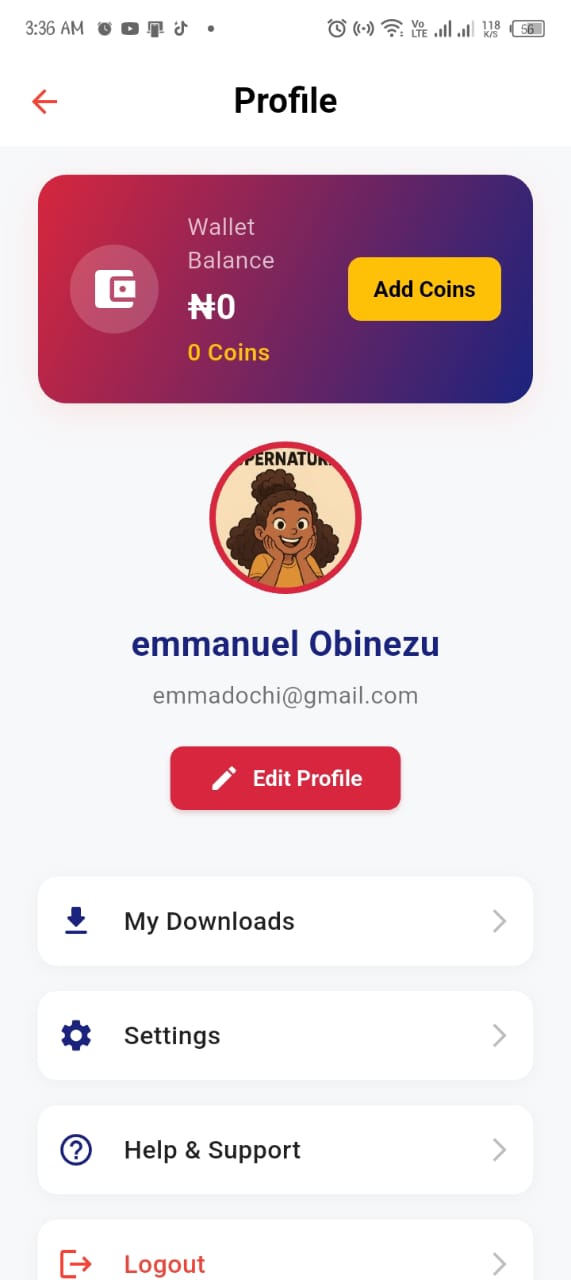 3:36 AM
Vo
LTE
118
K/S
56
Profile
Wallet
Balance
₦0
0 Coins
Add Coins
emmanuel Obinezu
emmadochi@gmail.com
Edit Profile
My Downloads
Settings
Help & Support
Logout